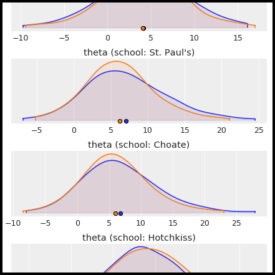 -10 -5 0 5 10 15
theta (school: St. Paul's)
-5 0 5 10 15 20 25
theta (school: Choate)
-10 -5 0 5 10 15 20 25 30
theta (school: Hotchkiss)